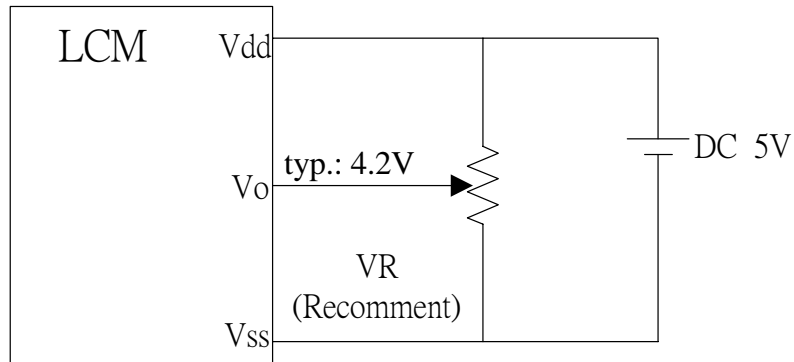 LCM
Vdd
DC 5V
typ.: 4.2V
Vo
VR
(Recomment)
Vss